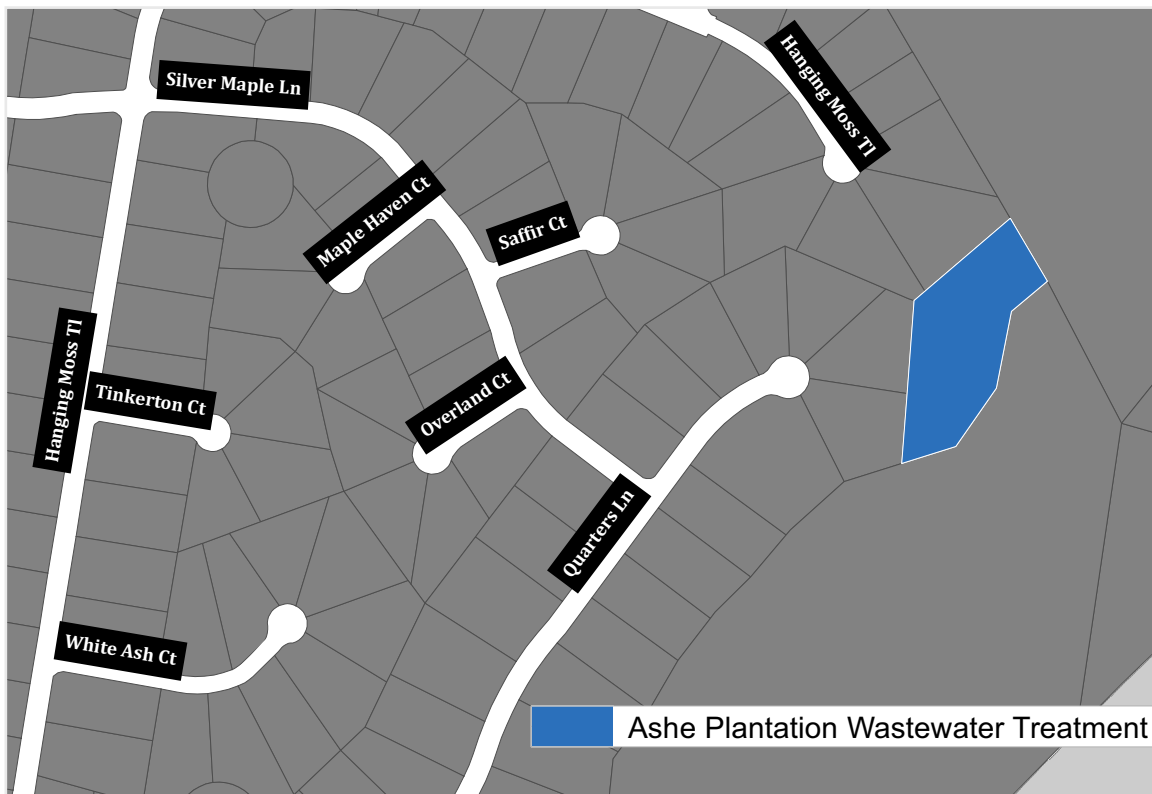 Hanging Moss Tl
Silver Maple Ln
Maple Haven Ct
Saffir Ct
Hanging Moss Tl
Tinkerton Ct
Overland Ct
Quarters Ln
White Ash Ct
Ashe Plantation Wastewater Treatment